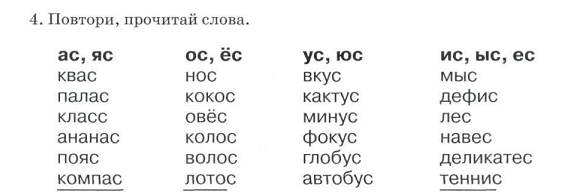 4. Повтори, прочитай слова.
ас, яс ос, ёс ус, юс ис, ыс, ес
квас нос вкус мыс
палас кокос кактус дефис
класс овёс минус лес
ананас колос фокус навес
пояс волос глобус деликатес
компас лотос автобус теннис